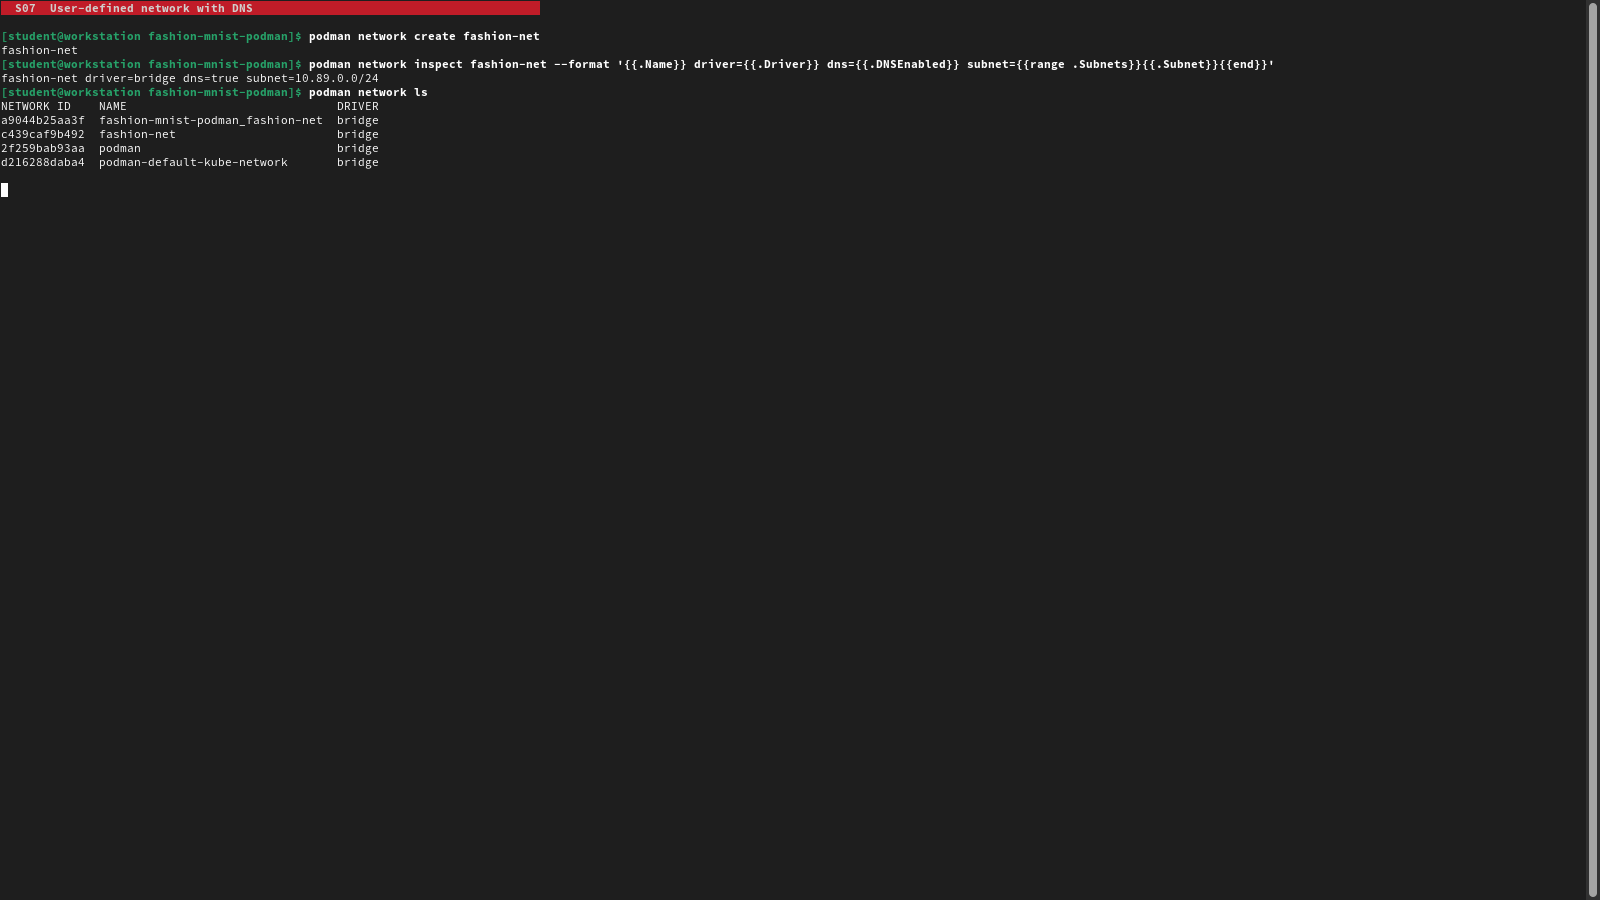 S07  User-defined network with DNS
[student@workstation fashion-mnist-podman]$ podman network create fashion-net
fashion-net
[student@workstation fashion-mnist-podman]$ podman network inspect fashion-net --format '{{.Name}} driver={{.Driver}} dns={{.DNSEnabled}} subnet={{range .Subnets}}{{.Subnet}}{{end}}'
fashion-net driver=bridge dns=true subnet=10.89.0.0/24
[student@workstation fashion-mnist-podman]$ podman network ls
NETWORK ID    NAME                              DRIVER
a9044b25aa3f  fashion-mnist-podman_fashion-net  bridge
c439caf9b492  fashion-net                       bridge
2f259bab93aa  podman                            bridge
d216288daba4  podman-default-kube-network       bridge